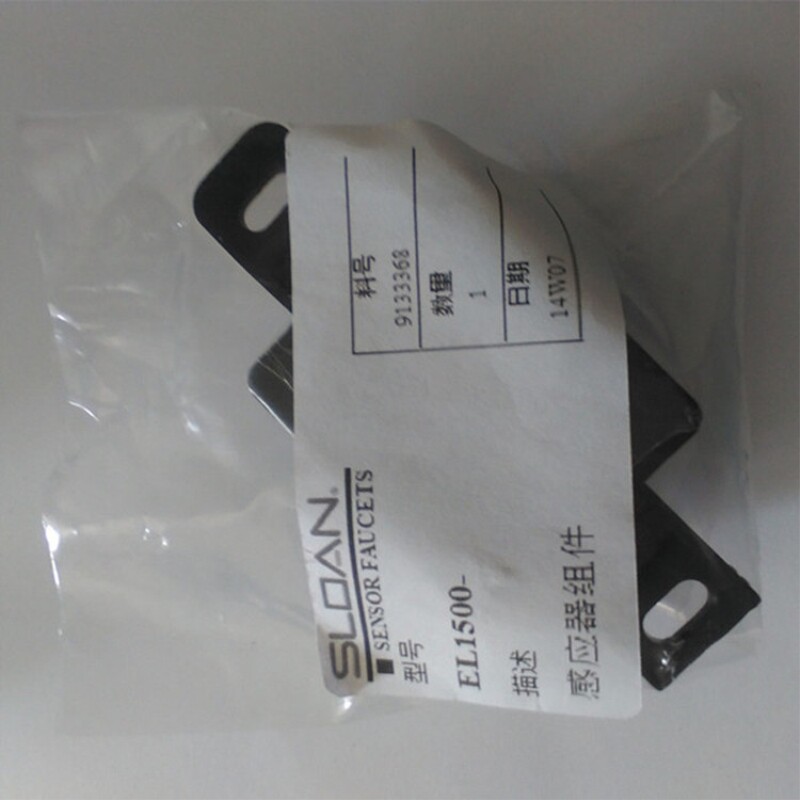 SLOAN®
SENSOR FAUCETS
型号
EL1500-
描述
感应器组件
料号
9133368
数量
1
日期
14W07